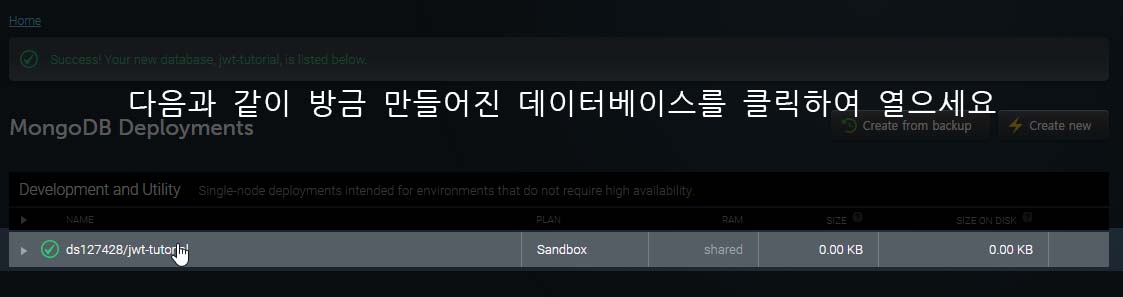 Home
Success! Your new database, jwt-tutorial, is listed below.
다음과 같이 방금 만들어진 데이터베이스를 클릭하여 열으세요
MongoDB Deployments
Create from backup
Create new
Development and Utility Single-node deployments intended for environments that do not require high availability.
NAME PLAN RAM SIZE ? SIZE ON DISK ?
ds127428/jwt-tutorial Sandbox shared 0.00 KB 0.00 KB